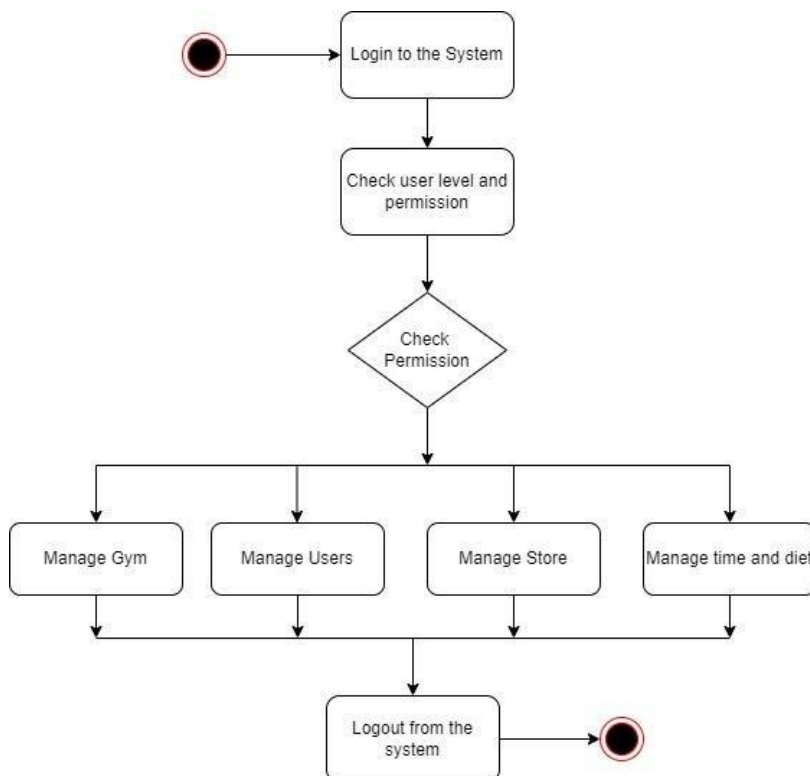 Login to the System
Check user level and
permission
Check
Permission
Manage Gym
Manage Users
Manage Store
Manage time and diet
Logout from the
system